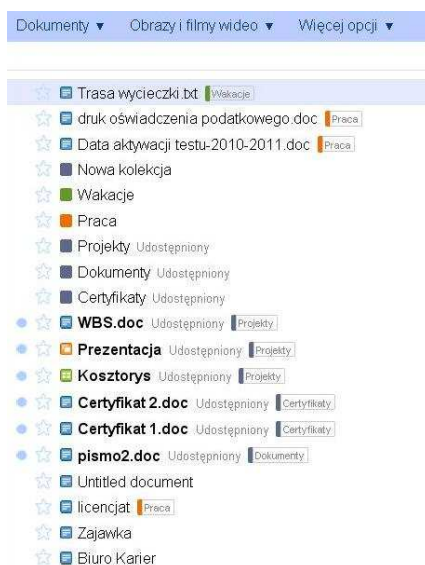 Dokumenty ▼ Obrazy i filmy wideo ▼ Więcej opcji ▼
Trasa wycieczki.txt Wakacje
druk oświadczenia podatkowego.doc Praca
Data aktywacji testu-2010-2011.doc Praca
Nowa kolekcja
Wakacje
Praca
Projekty Udostępniony
Dokumenty Udostępniony
Certyfikaty Udostępniony
WBS.doc Udostępniony Projekty
Prezentacja Udostępniony Projekty
Kosztorys Udostępniony Projekty
Certyfikat 2.doc Udostępniony Certyfikaty
Certyfikat 1.doc Udostępniony Certyfikaty
pismo2.doc Udostępniony Dokumenty
Untitled document
licencjat Praca
Zajawka
Biuro Karier